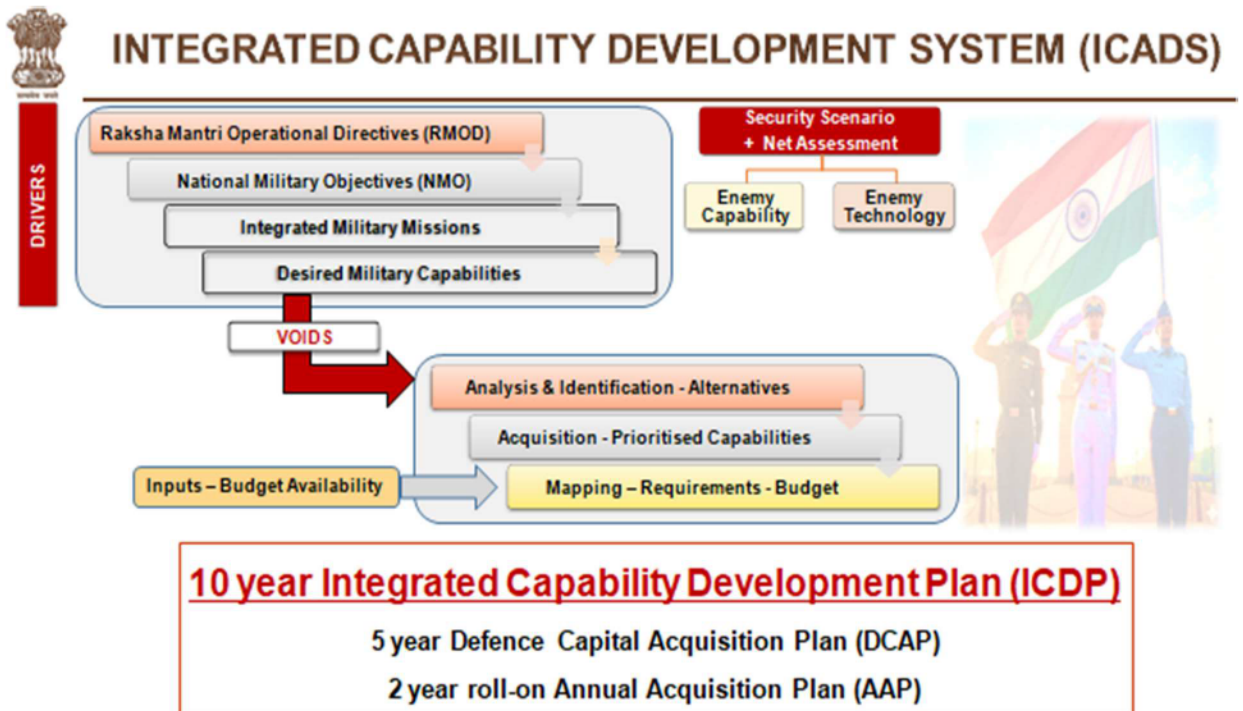 INTEGRATED CAPABILITY DEVELOPMENT SYSTEM (ICADS)
DRIVERS
Raksha Mantri Operational Directives (RMOD)
National Military Objectives (NMO)
Integrated Military Missions
Desired Military Capabilities
Security Scenario
+ Net Assessment
Enemy
Capability
Enemy
Technology
VOIDS
Analysis & Identification - Alternatives
Acquisition - Prioritised Capabilities
Inputs – Budget Availability
Mapping – Requirements - Budget
10 year Integrated Capability Development Plan (ICDP)
5 year Defence Capital Acquisition Plan (DCAP)
2 year roll-on Annual Acquisition Plan (AAP)